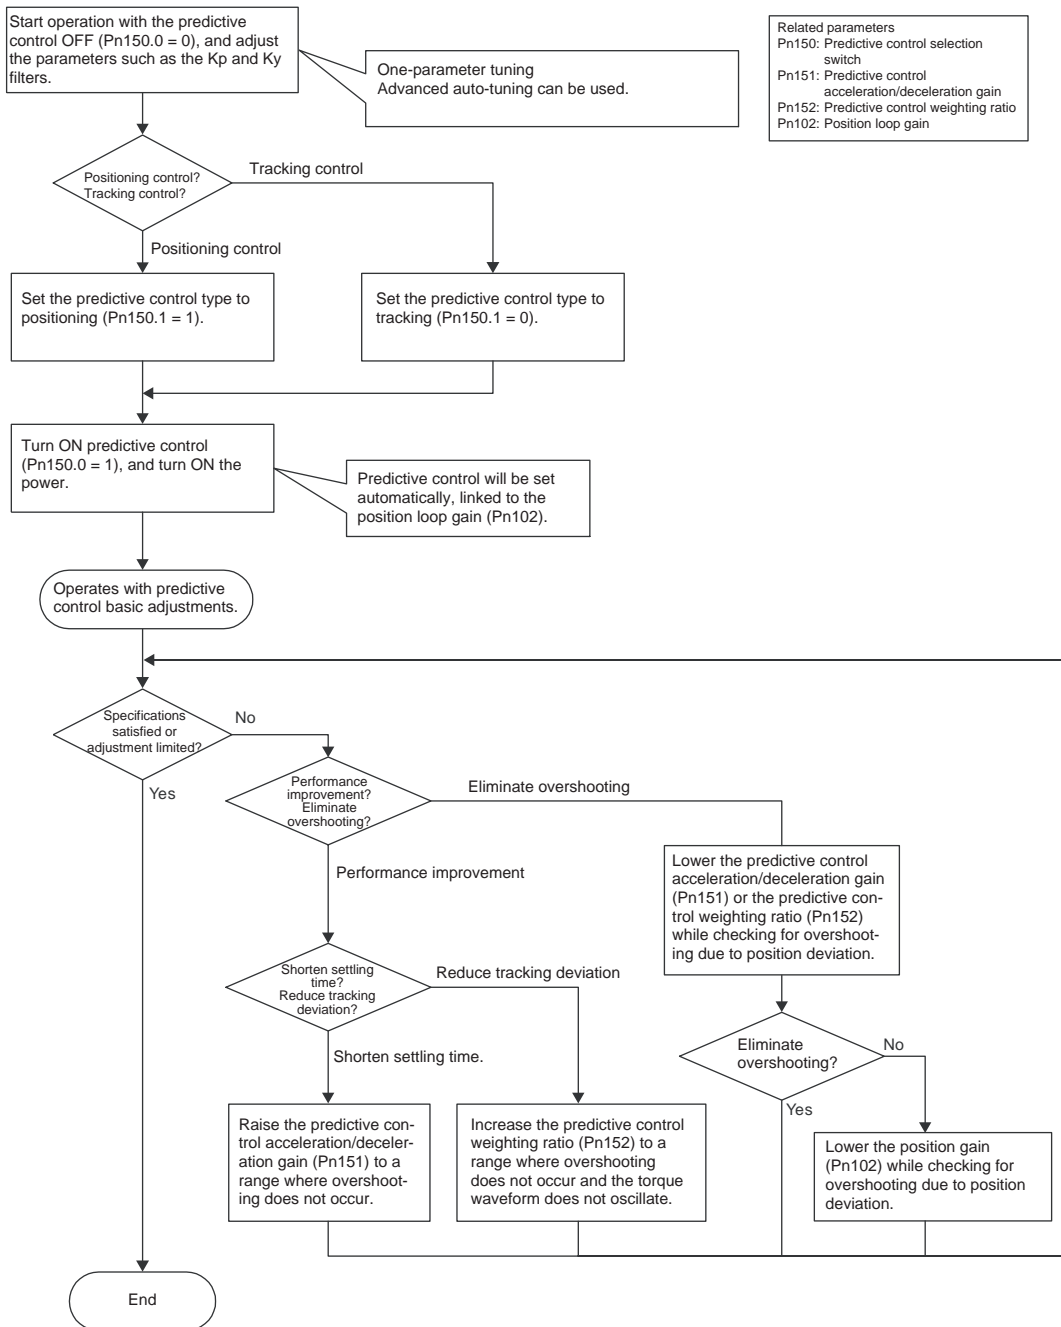 Start operation with the predictive
control OFF (Pn150.0 = 0), and adjust
the parameters such as the Kp and Ky
filters.
One-parameter tuning
Advanced auto-tuning can be used.
Related parameters
Pn150: Predictive control selection
switch
Pn151: Predictive control
acceleration/deceleration gain
Pn152: Predictive control weighting ratio
Pn102: Position loop gain
Positioning control?
Tracking control?
Tracking control
Positioning control
Set the predictive control type to
positioning (Pn150.1 = 1).
Set the predictive control type to
tracking (Pn150.1 = 0).
Turn ON predictive control
(Pn150.0 = 1), and turn ON the
power.
Predictive control will be set
automatically, linked to the
position loop gain (Pn102).
Operates with predictive
control basic adjustments.
Specifications
satisfied or
adjustment limited?
No
Yes
Performance
improvement?
Eliminate
overshooting?
Eliminate overshooting
Performance improvement
Lower the predictive control
acceleration/deceleration gain
(Pn151) or the predictive con-
trol weighting ratio (Pn152)
while checking for overshoot-
ing due to position deviation.
Shorten settling
time?
Reduce tracking
deviation?
Reduce tracking deviation
Shorten settling time.
Eliminate
overshooting?
No
Yes
Raise the predictive con-
trol acceleration/deceler-
ation gain (Pn151) to a
range where overshoot-
ing does not occur.
Increase the predictive control
weighting ratio (Pn152) to a
range where overshooting
does not occur and the torque
waveform does not oscillate.
Lower the position gain
(Pn102) while checking for
overshooting due to position
deviation.
End